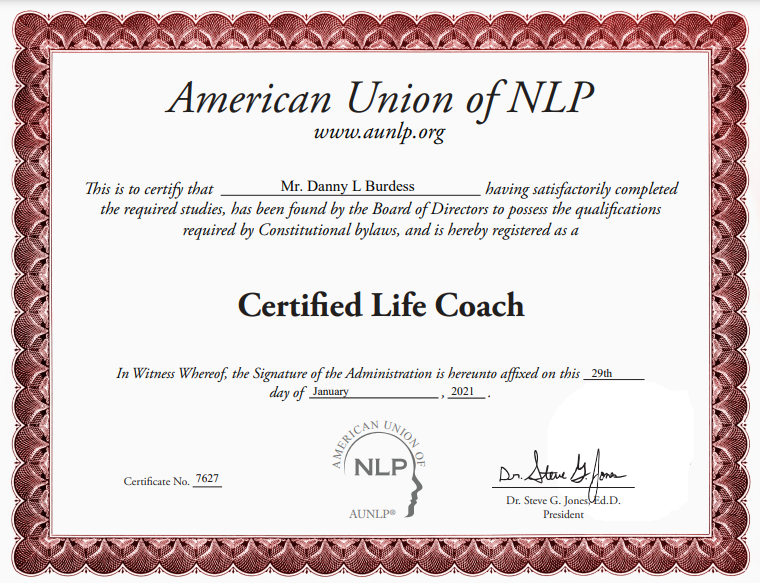 American Union of NLP
www.aunlp.org
This is to certify that Mr. Danny L Burdess having satisfactorily completed
the required studies, has been found by the Board of Directors to possess the qualifications
required by Constitutional bylaws, and is hereby registered as a
Certified Life Coach
In Witness Whereof, the Signature of the Administration is hereunto affixed on this 29th
day of January, 2021.
AMERICAN UNION OF
NLP
AUNLP®
Certificate No. 7627
Dr. Steve G. Jones
Dr. Steve G. Jones, Ed.D.
President